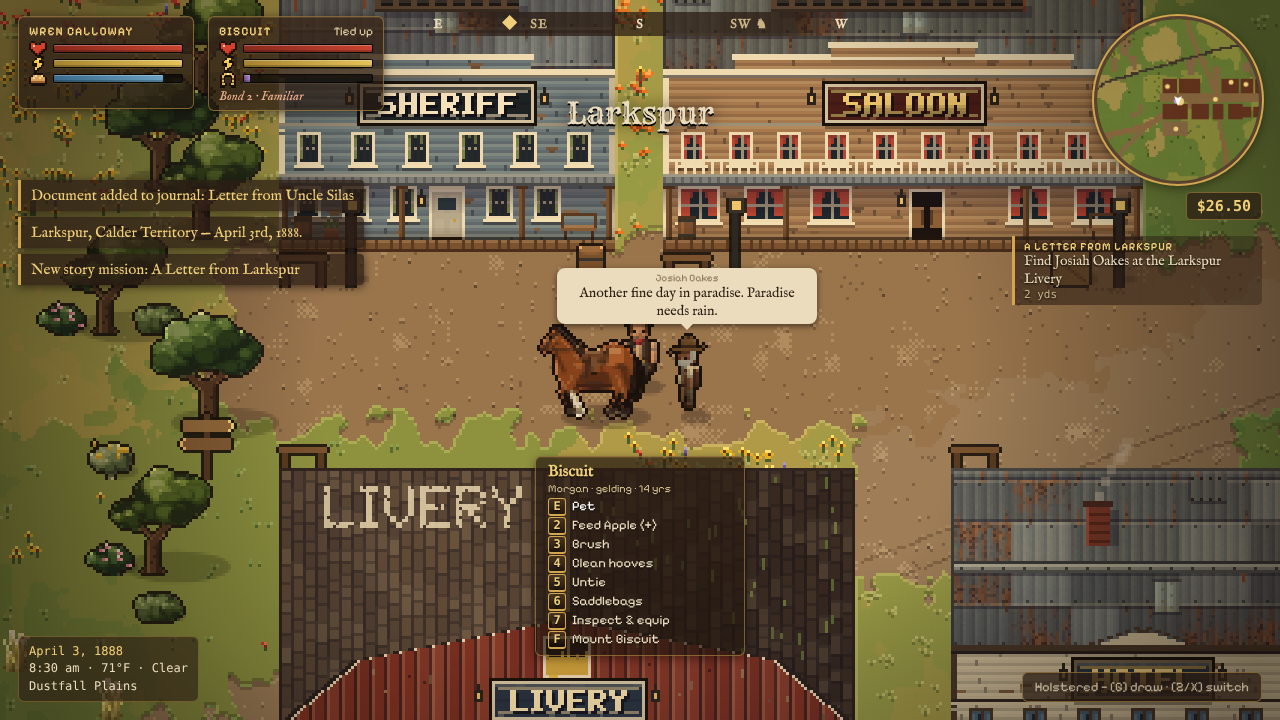 WREN CALLOWAY
BISCUIT
Tied up
Bond 2 · Familiar
E
SE
S
SW
W
SHERIFF
Larkspur
SALOON
$26.50
Document added to journal: Letter from Uncle Silas
Larkspur, Calder Territory — April 3rd, 1888.
New story mission: A Letter from Larkspur
A LETTER FROM LARKSPUR
Find Josiah Oakes at the Larkspur
Livery
2 yds
Josiah Oakes
Another fine day in paradise. Paradise
needs rain.
LIVERY
Biscuit
Morgan · gelding · 14 yrs
E Pet
2 Feed Apple (+)
3 Brush
4 Clean hooves
5 Untie
6 Saddlebags
7 Inspect & equip
F Mount Biscuit
LIVERY
April 3, 1888
8:30 am · 71°F · Clear
Dustfall Plains
Holstered - (G) draw · (Z/X) switch